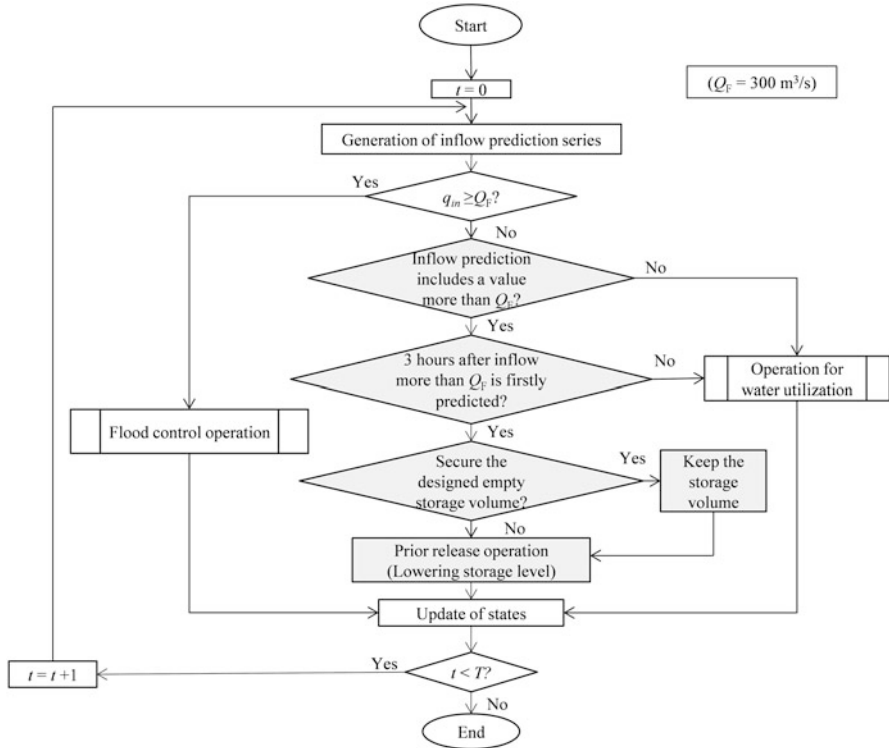 Start
t = 0
(Q_F = 300 m³/s)
Generation of inflow prediction series
Yes
q_in ≥Q_F?
No
Inflow prediction
includes a value
more than Q_F?
No
Yes
3 hours after inflow
more than Q_F is firstly
predicted?
No
Operation for
water utilization
Flood control operation
Yes
Secure the
designed empty
storage volume?
Yes
Keep the
storage
volume
No
Prior release operation
(Lowering storage level)
Update of states
t = t +1
Yes
t < T?
No
End